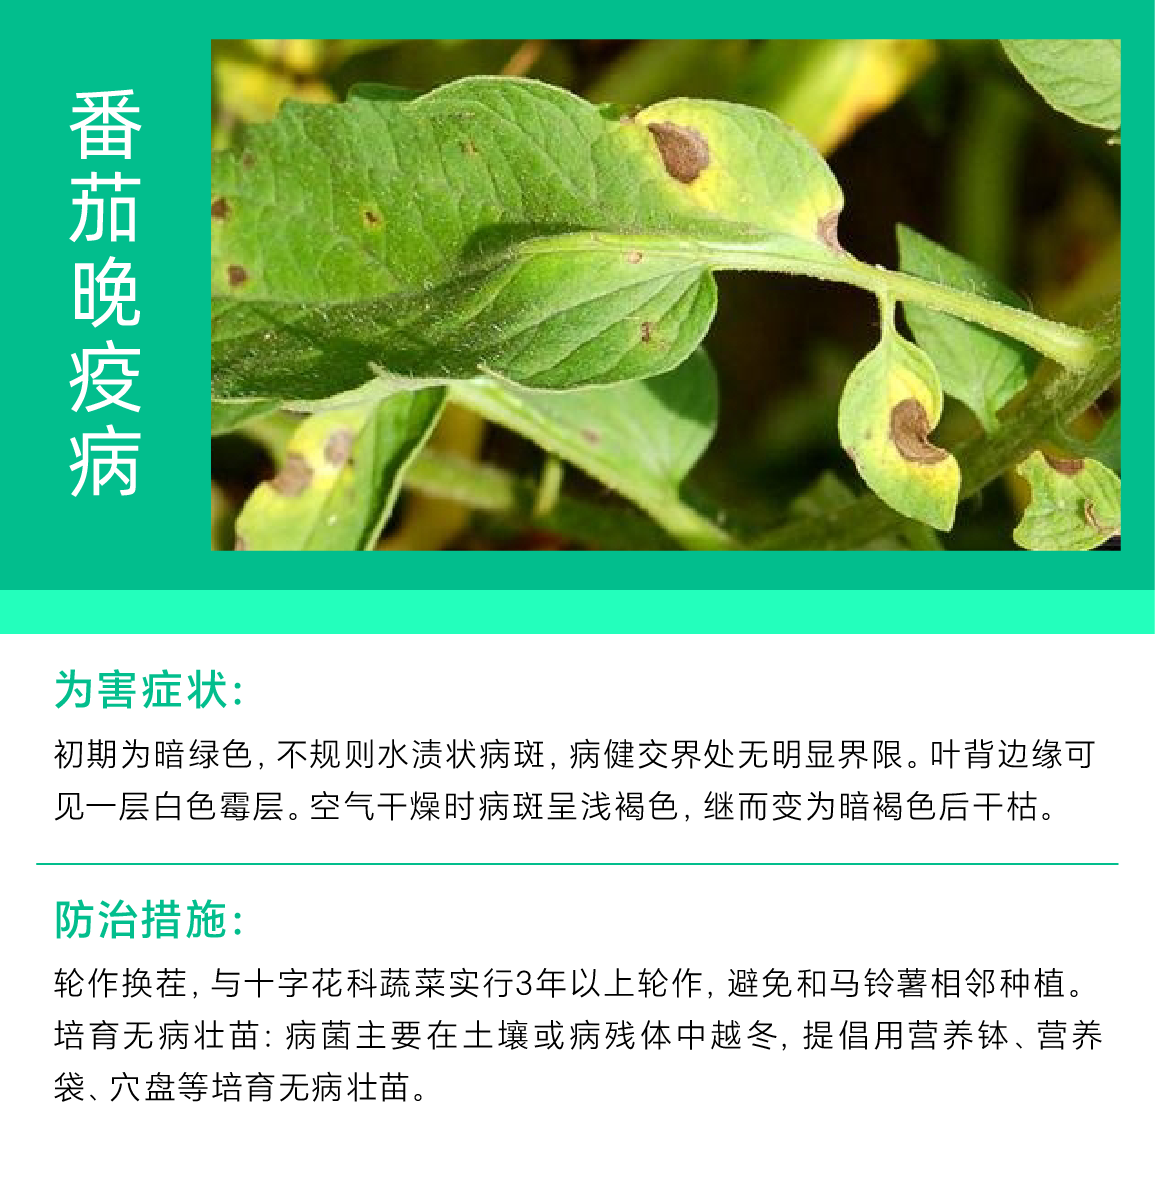 番茄晚疫病
为害症状：
初期为暗绿色，不规则水渍状病斑，病健交界处无明显界限。叶背边缘可
见一层白色霉层。空气干燥时病斑呈浅褐色，继而变为暗褐色后干枯。
防治措施：
轮作换茬，与十字花科蔬菜实行3年以上轮作，避免和马铃薯相邻种植。
培育无病壮苗：病菌主要在土壤或病残体中越冬，提倡用营养钵、营养
袋、穴盘等培育无病壮苗。